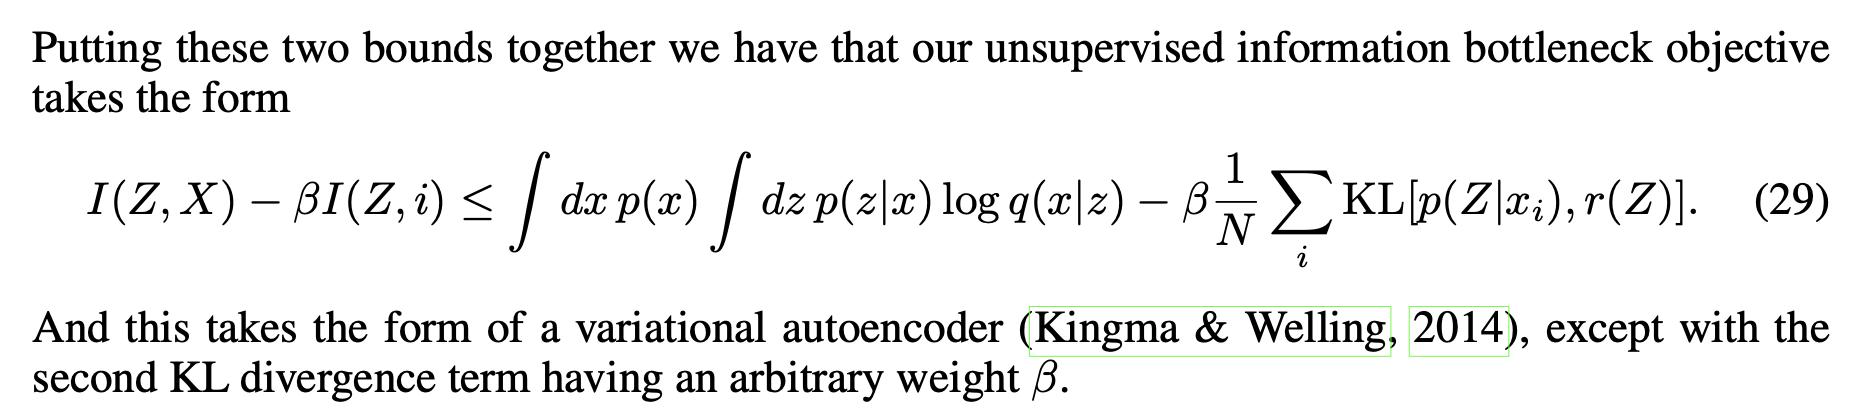 Putting these two bounds together we have that our unsupervised information bottleneck objective
takes the form
I(Z, X) − βI(Z, i) ≤ ∫ dx p(x) ∫ dz p(z|x) log q(x|z) − β 1/N ∑_i KL[p(Z|x_i), r(Z)]. (29)
And this takes the form of a variational autoencoder (Kingma & Welling, 2014), except with the
second KL divergence term having an arbitrary weight β.